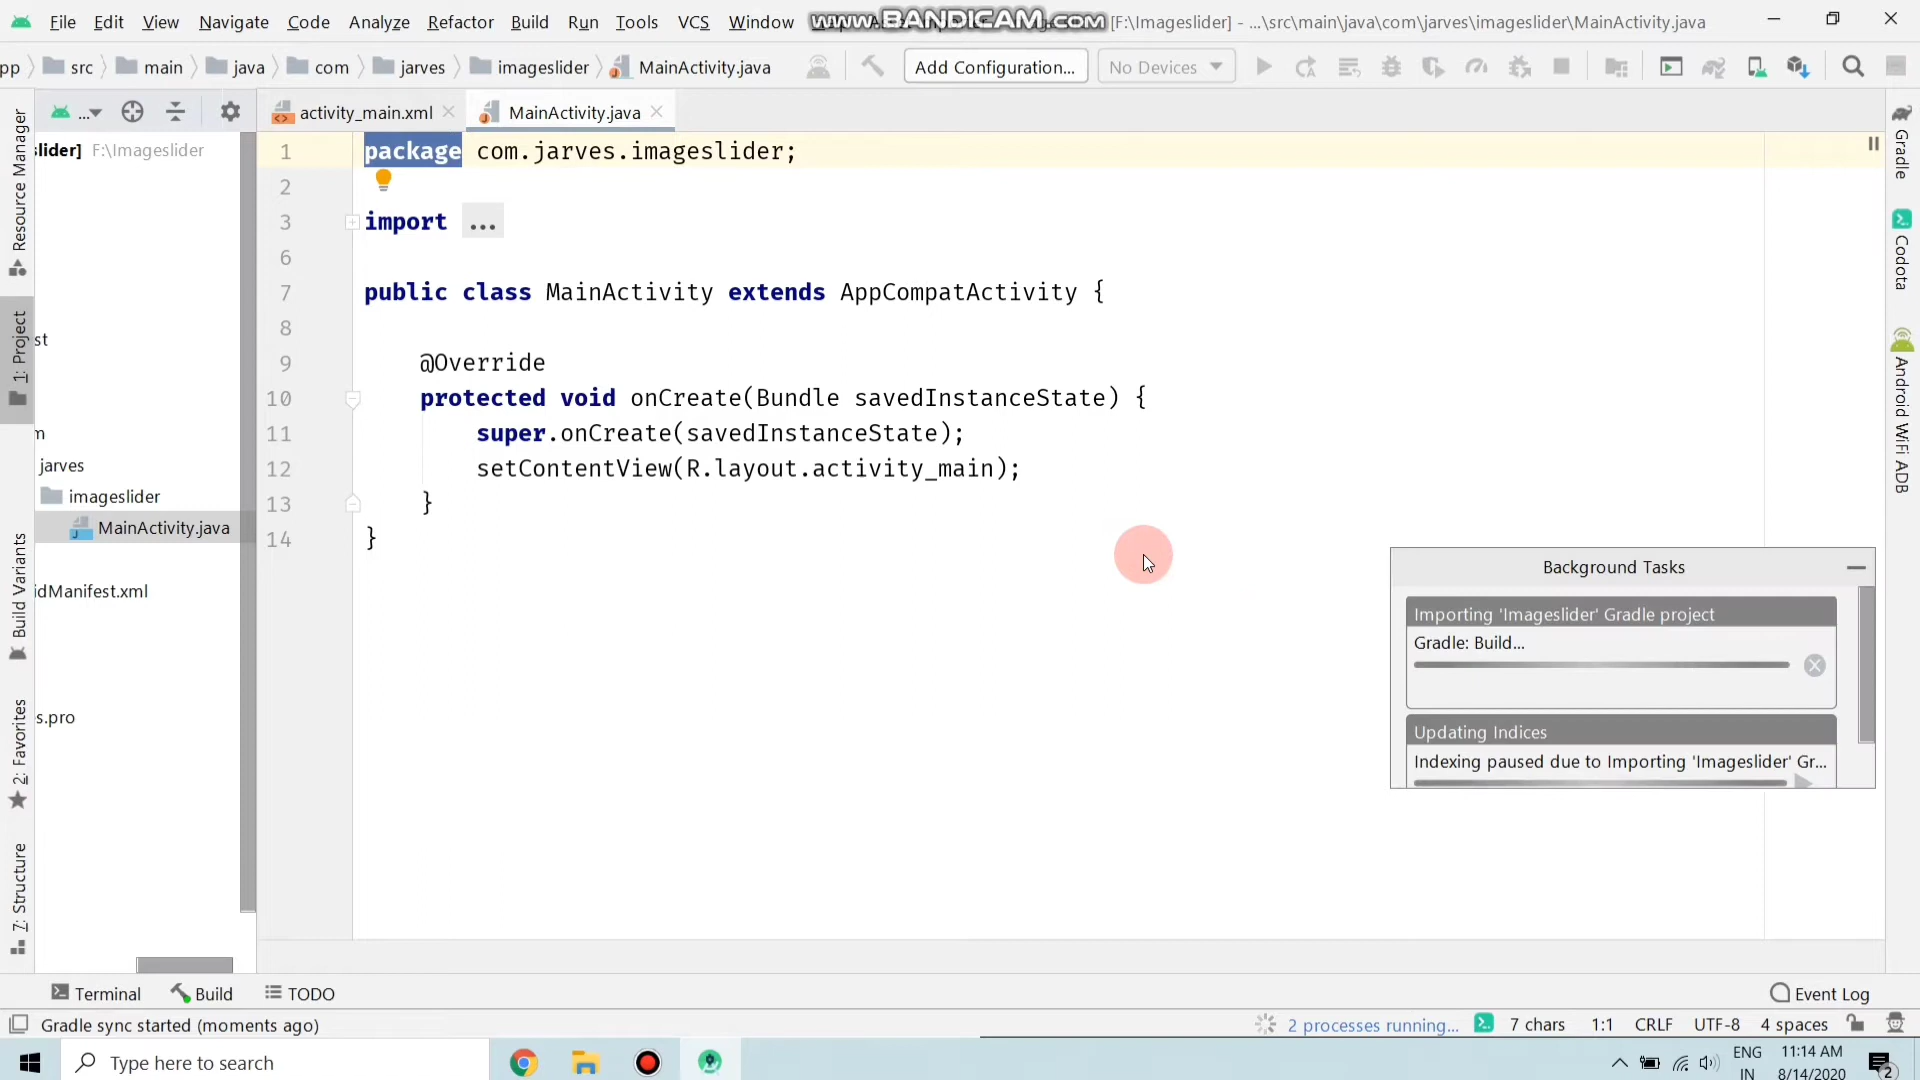 File Edit View Navigate Code Analyze Refactor Build Run Tools VCS Window
www.BANDICAM.com
[F:\Imageslider] - ...\src\main\java\com\jarves\imageslider\MainActivity.java
pp src main java com jarves imageslider MainActivity.java
Add Configuration...
No Devices
...
activity_main.xml
MainActivity.java
Resource Manager
1: Project
Build Variants
2: Favorites
7: Structure
slider] F:\Imageslider
st
m
jarves
imageslider
MainActivity.java
idManifest.xml
s.pro
1 package com.jarves.imageslider;
2
3 import ...
6
7 public class MainActivity extends AppCompatActivity {
8
9 @Override
10 protected void onCreate(Bundle savedInstanceState) {
11 super.onCreate(savedInstanceState);
12 setContentView(R.layout.activity_main);
13 }
14 }
Gradle
Codota
Android WiFi ADB
Background Tasks
Importing 'Imageslider' Gradle project
Gradle: Build...
Updating Indices
Indexing paused due to Importing 'Imageslider' Gr...
Terminal Build TODO
Event Log
Gradle sync started (moments ago)
2 processes running... 7 chars 1:1 CRLF UTF-8 4 spaces
Type here to search
ENG
IN
11:14 AM
8/14/2020
2